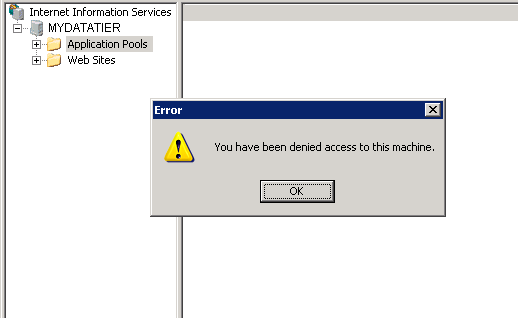 Internet Information Services
MYDATATIER
Application Pools
Web Sites
Error
You have been denied access to this machine.
OK